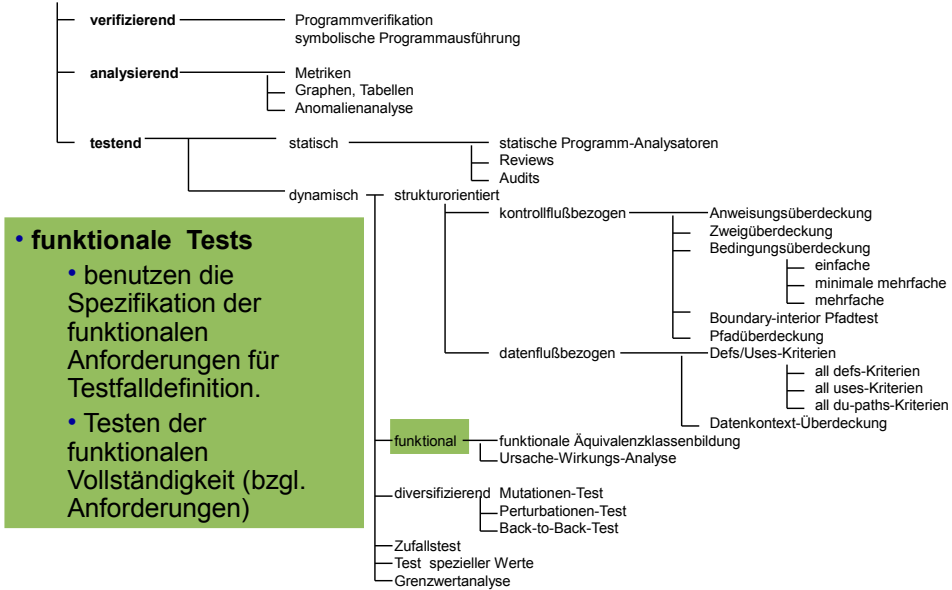 verifizierend
Programmverifikation
symbolische Programmausführung
analysierend
Metriken
Graphen, Tabellen
Anomalienanalyse
testend
statisch
statische Programm-Analysatoren
Reviews
Audits
dynamisch
strukturorientiert
kontrollflußbezogen
Anweisungsüberdeckung
Zweigüberdeckung
Bedingungsüberdeckung
einfache
minimale mehrfache
mehrfache
Boundary-interior Pfadtest
Pfadüberdeckung
datenflußbezogen
Defs/Uses-Kriterien
all defs-Kriterien
all uses-Kriterien
all du-paths-Kriterien
Datenkontext-Überdeckung
funktional
funktionale Äquivalenzklassenbildung
Ursache-Wirkungs-Analyse
diversifizierend
Mutationen-Test
Perturbationen-Test
Back-to-Back-Test
Zufallstest
Test spezieller Werte
Grenzwertanalyse
• funktionale Tests
• benutzen die
Spezifikation der
funktionalen
Anforderungen für
Testfalldefinition.
• Testen der
funktionalen
Vollständigkeit (bzgl.
Anforderungen)